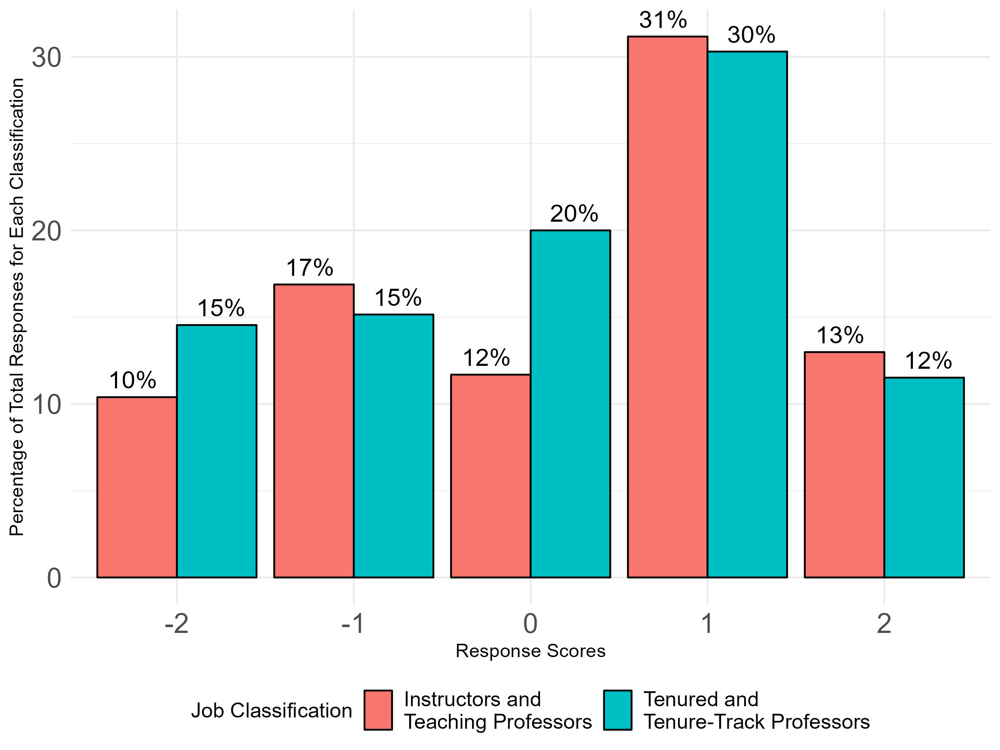 Percentage of Total Responses for Each Classification
30
20
10
0
10%
15%
17%
15%
12%
20%
31%
30%
13%
12%
-2
-1
0
1
2
Response Scores
Job Classification
Instructors and
Teaching Professors
Tenured and
Tenure-Track Professors